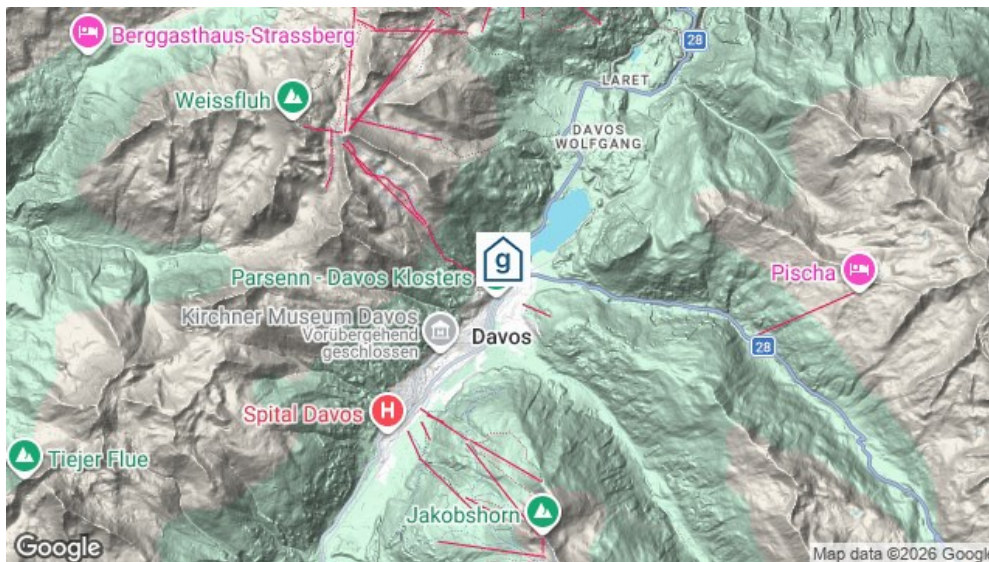 Berggasthaus-Strassberg
28
Weissfluh
LARET
DAVOS
WOLFGANG
g
Parsenn - Davos Klosters
Pischa
Kirchner Museum Davos
Vorübergehend
geschlossen
Davos
28
H
Spital Davos
Tiejer Flue
Jakobshorn
Google
Map data ©2026 Google